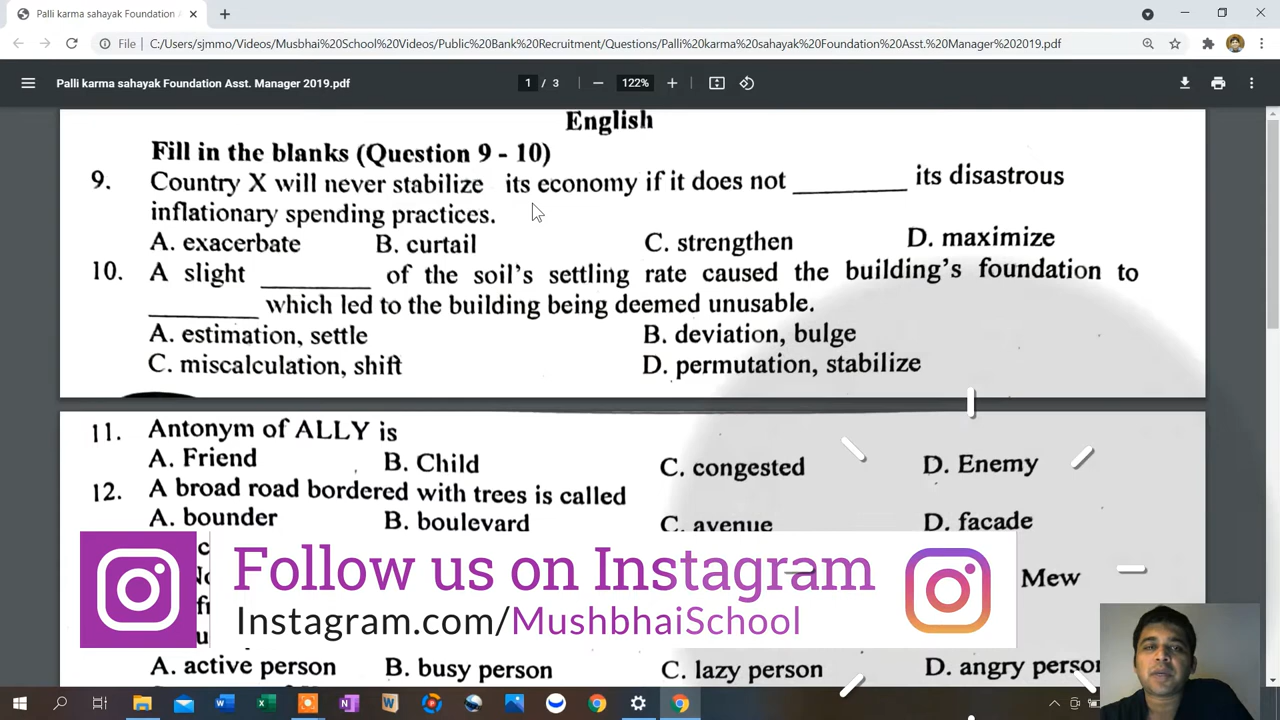 Palli karma sahayak Foundation A
File C:/Users/sjmmo/Videos/Musbhai%20School%20Videos/Public%20Bank%20Recruitment/Questions/Palli%20karma%20sahayak%20Foundation%20Asst.%20Manager%202019.pdf
Palli karma sahayak Foundation Asst. Manager 2019.pdf 1 / 3 122%
English
Fill in the blanks (Question 9 - 10)
9. Country X will never stabilize its economy if it does not ________ its disastrous
inflationary spending practices.
A. exacerbate B. curtail C. strengthen D. maximize
10. A slight ________ of the soil's settling rate caused the building's foundation to
________ which led to the building being deemed unusable.
A. estimation, settle B. deviation, bulge
C. miscalculation, shift D. permutation, stabilize
11. Antonym of ALLY is
A. Friend B. Child C. congested D. Enemy
12. A broad road bordered with trees is called
A. bounder B. boulevard C. avenue D. facade
Follow us on Instagram
Mew
Instagram.com/MushbhaiSchool
A. active person B. busy person C. lazy person D. angry perso